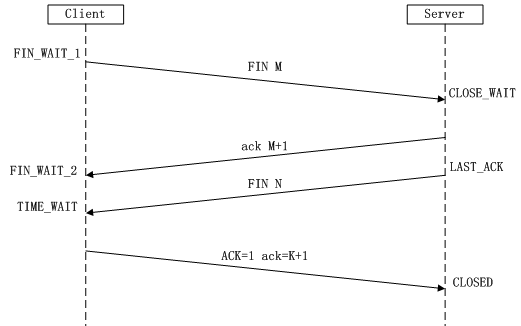 Client
Server
FIN_WAIT_1
FIN M
CLOSE_WAIT
ack M+1
FIN_WAIT_2
LAST_ACK
FIN N
TIME_WAIT
ACK=1 ack=K+1
CLOSED